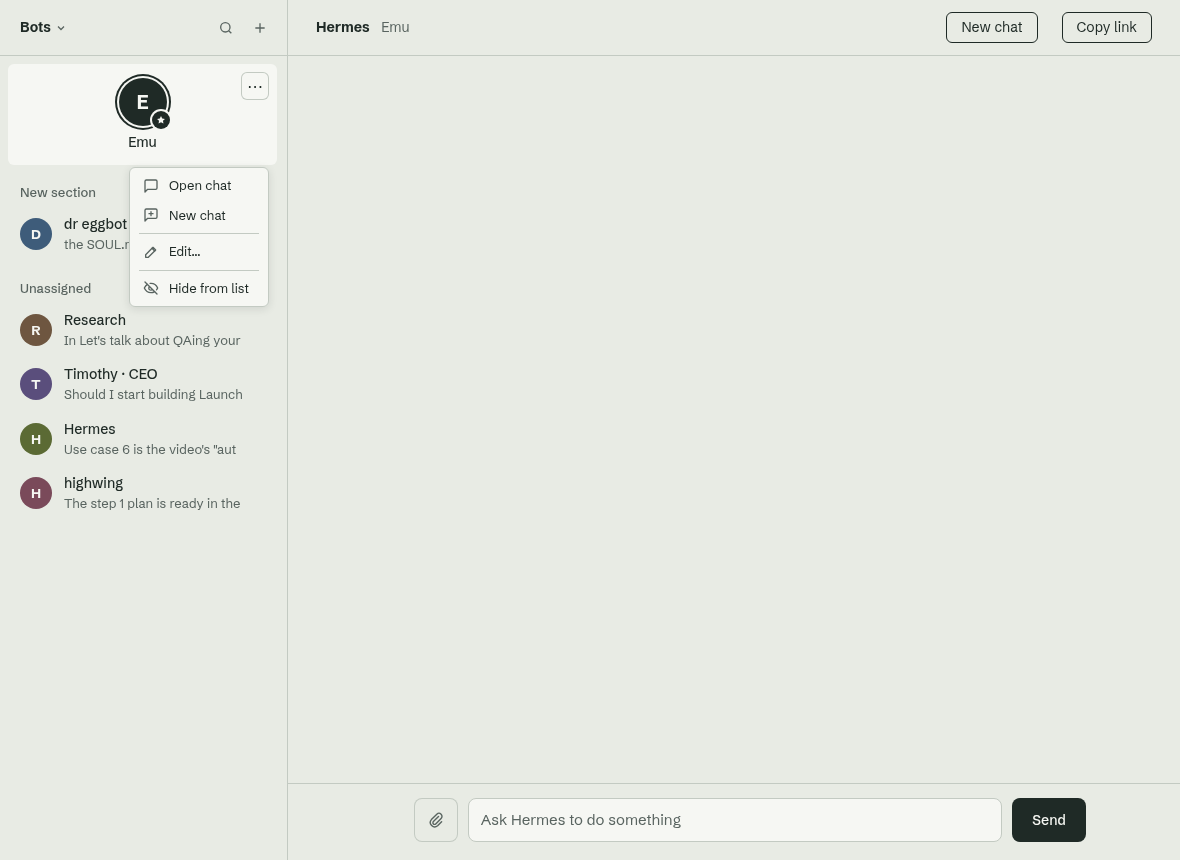 Bots
Hermes Emu
New chat
Copy link
E
Emu
Open chat
New chat
Edit...
Hide from list
New section
D
dr eggbot
the SOUL.
Unassigned
R
Research
In Let's talk about QAing your
T
Timothy · CEO
Should I start building Launch
H
Hermes
Use case 6 is the video's "aut
H
highwing
The step 1 plan is ready in the
Ask Hermes to do something
Send